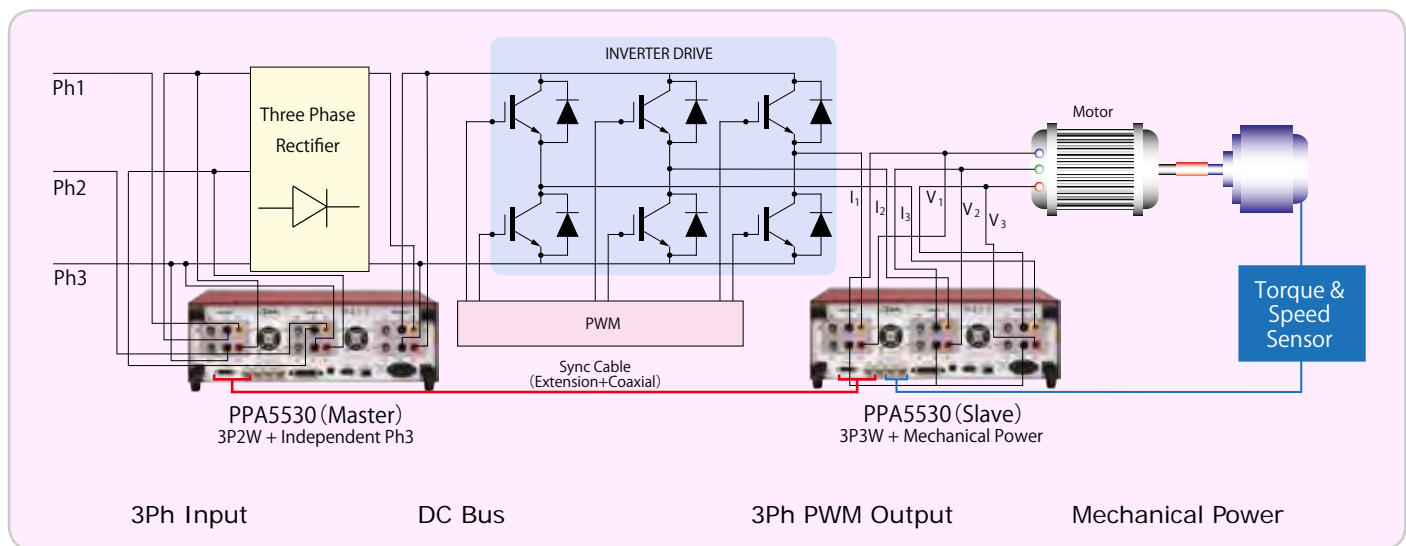 INVERTER DRIVE
Ph1
Three Phase
Rectifier
Motor
Ph2
I1
I2
I3
V1
V2
V3
Ph3
Torque &
Speed
Sensor
PWM
Sync Cable
(Extension+Coaxial)
PPA5530(Master)
3P2W + Independent Ph3
PPA5530(Slave)
3P3W + Mechanical Power
3Ph Input
DC Bus
3Ph PWM Output
Mechanical Power